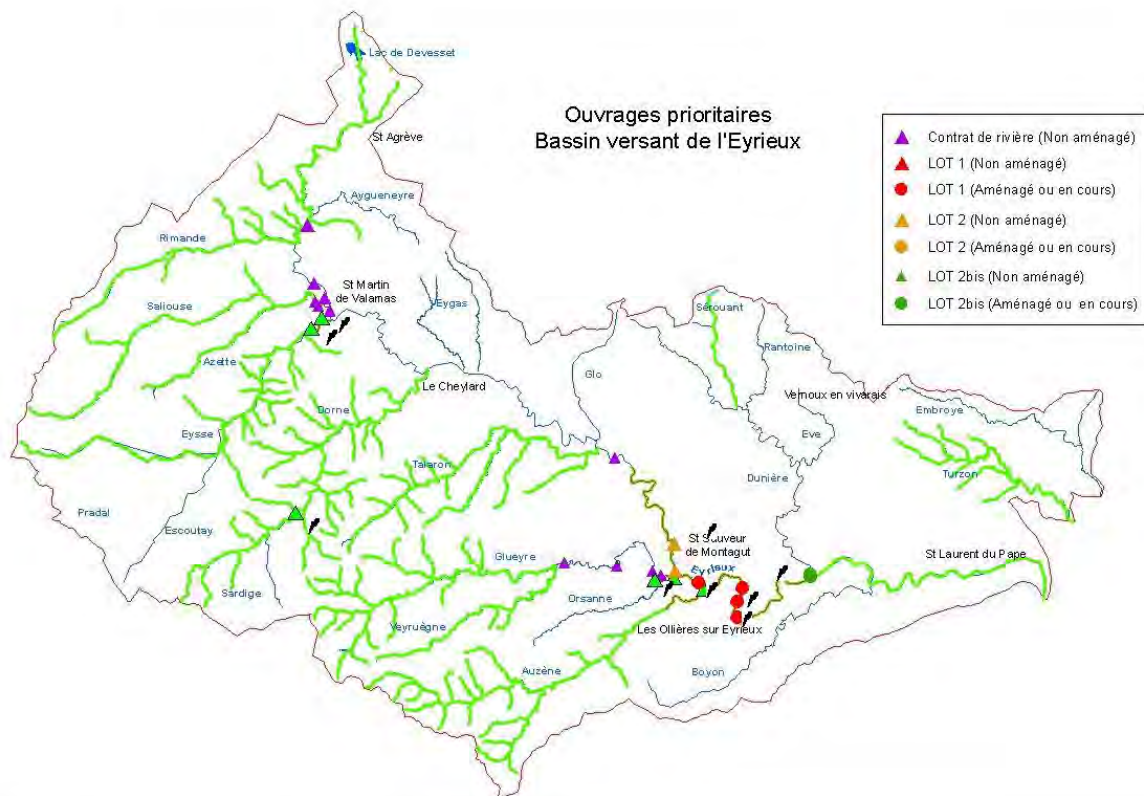 Lac de Devesset
Ouvrages prioritaires
Bassin versant de l'Eyrieux
St Agrève
Contrat de rivière (Non aménagé)
LOT 1 (Non aménagé)
LOT 1 (Aménagé ou en cours)
LOT 2 (Non aménagé)
LOT 2 (Aménagé ou en cours)
LOT 2bis (Non aménagé)
LOT 2bis (Aménagé ou en cours)
Aygueneyre
Rimande
St Martin
de Valamas
Saliouse
Eygas
Sérouant
Rantoine
Azette
Glo
Le Cheylard
Vernoux en vivarais
Dorne
Embroye
Eysse
Eve
Talaron
Dunière
Turzon
Pradal
Escoutay
St Sauveur
de Montagut
Glueyre
St Laurent du Pape
Eyrieux
Sardige
Orsanne
Veyruègne
Les Ollières sur Eyrieux
Auzène
Boyon